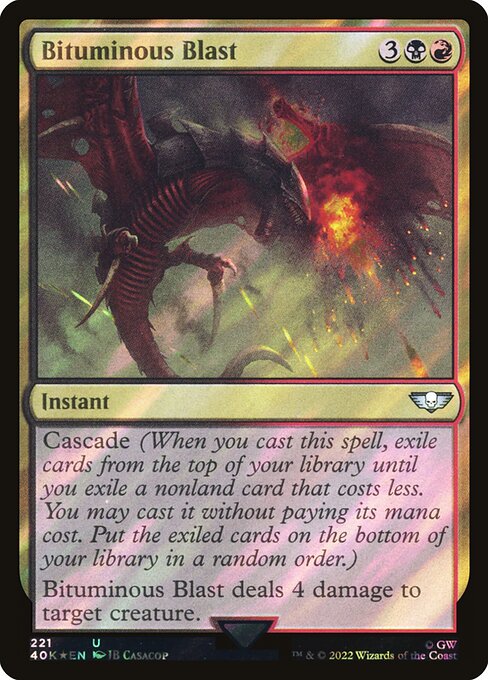 Bituminous Blast 3
Instant
Cascade (When you cast this spell, exile
cards from the top of your library until
you exile a nonland card that costs less.
You may cast it without paying its mana
cost. Put the exiled cards on the bottom of
your library in a random order.)
Bituminous Blast deals 4 damage to
target creature.
221 U © GW
40K★EN JB Casacop ™ & © 2022 Wizards of the Coast